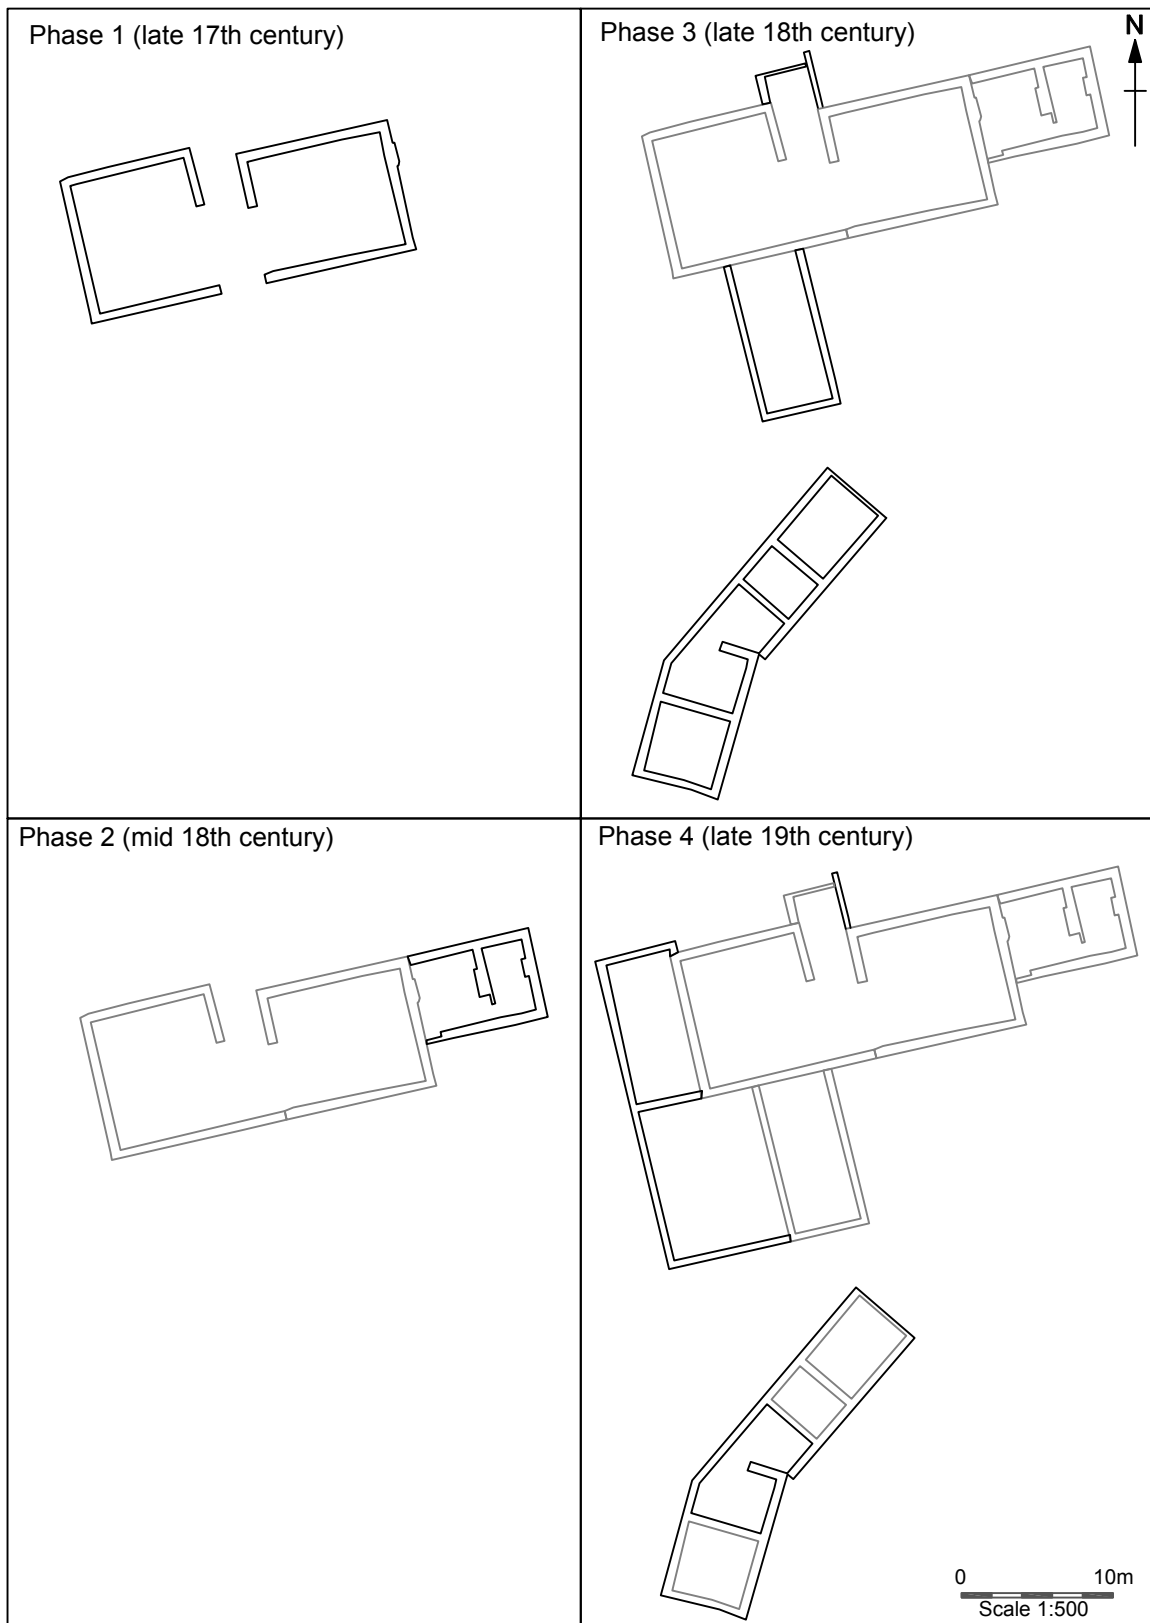 Phase 1 (late 17th century)
Phase 3 (late 18th century)
N
Phase 2 (mid 18th century)
Phase 4 (late 19th century)
0 10m
Scale 1:500